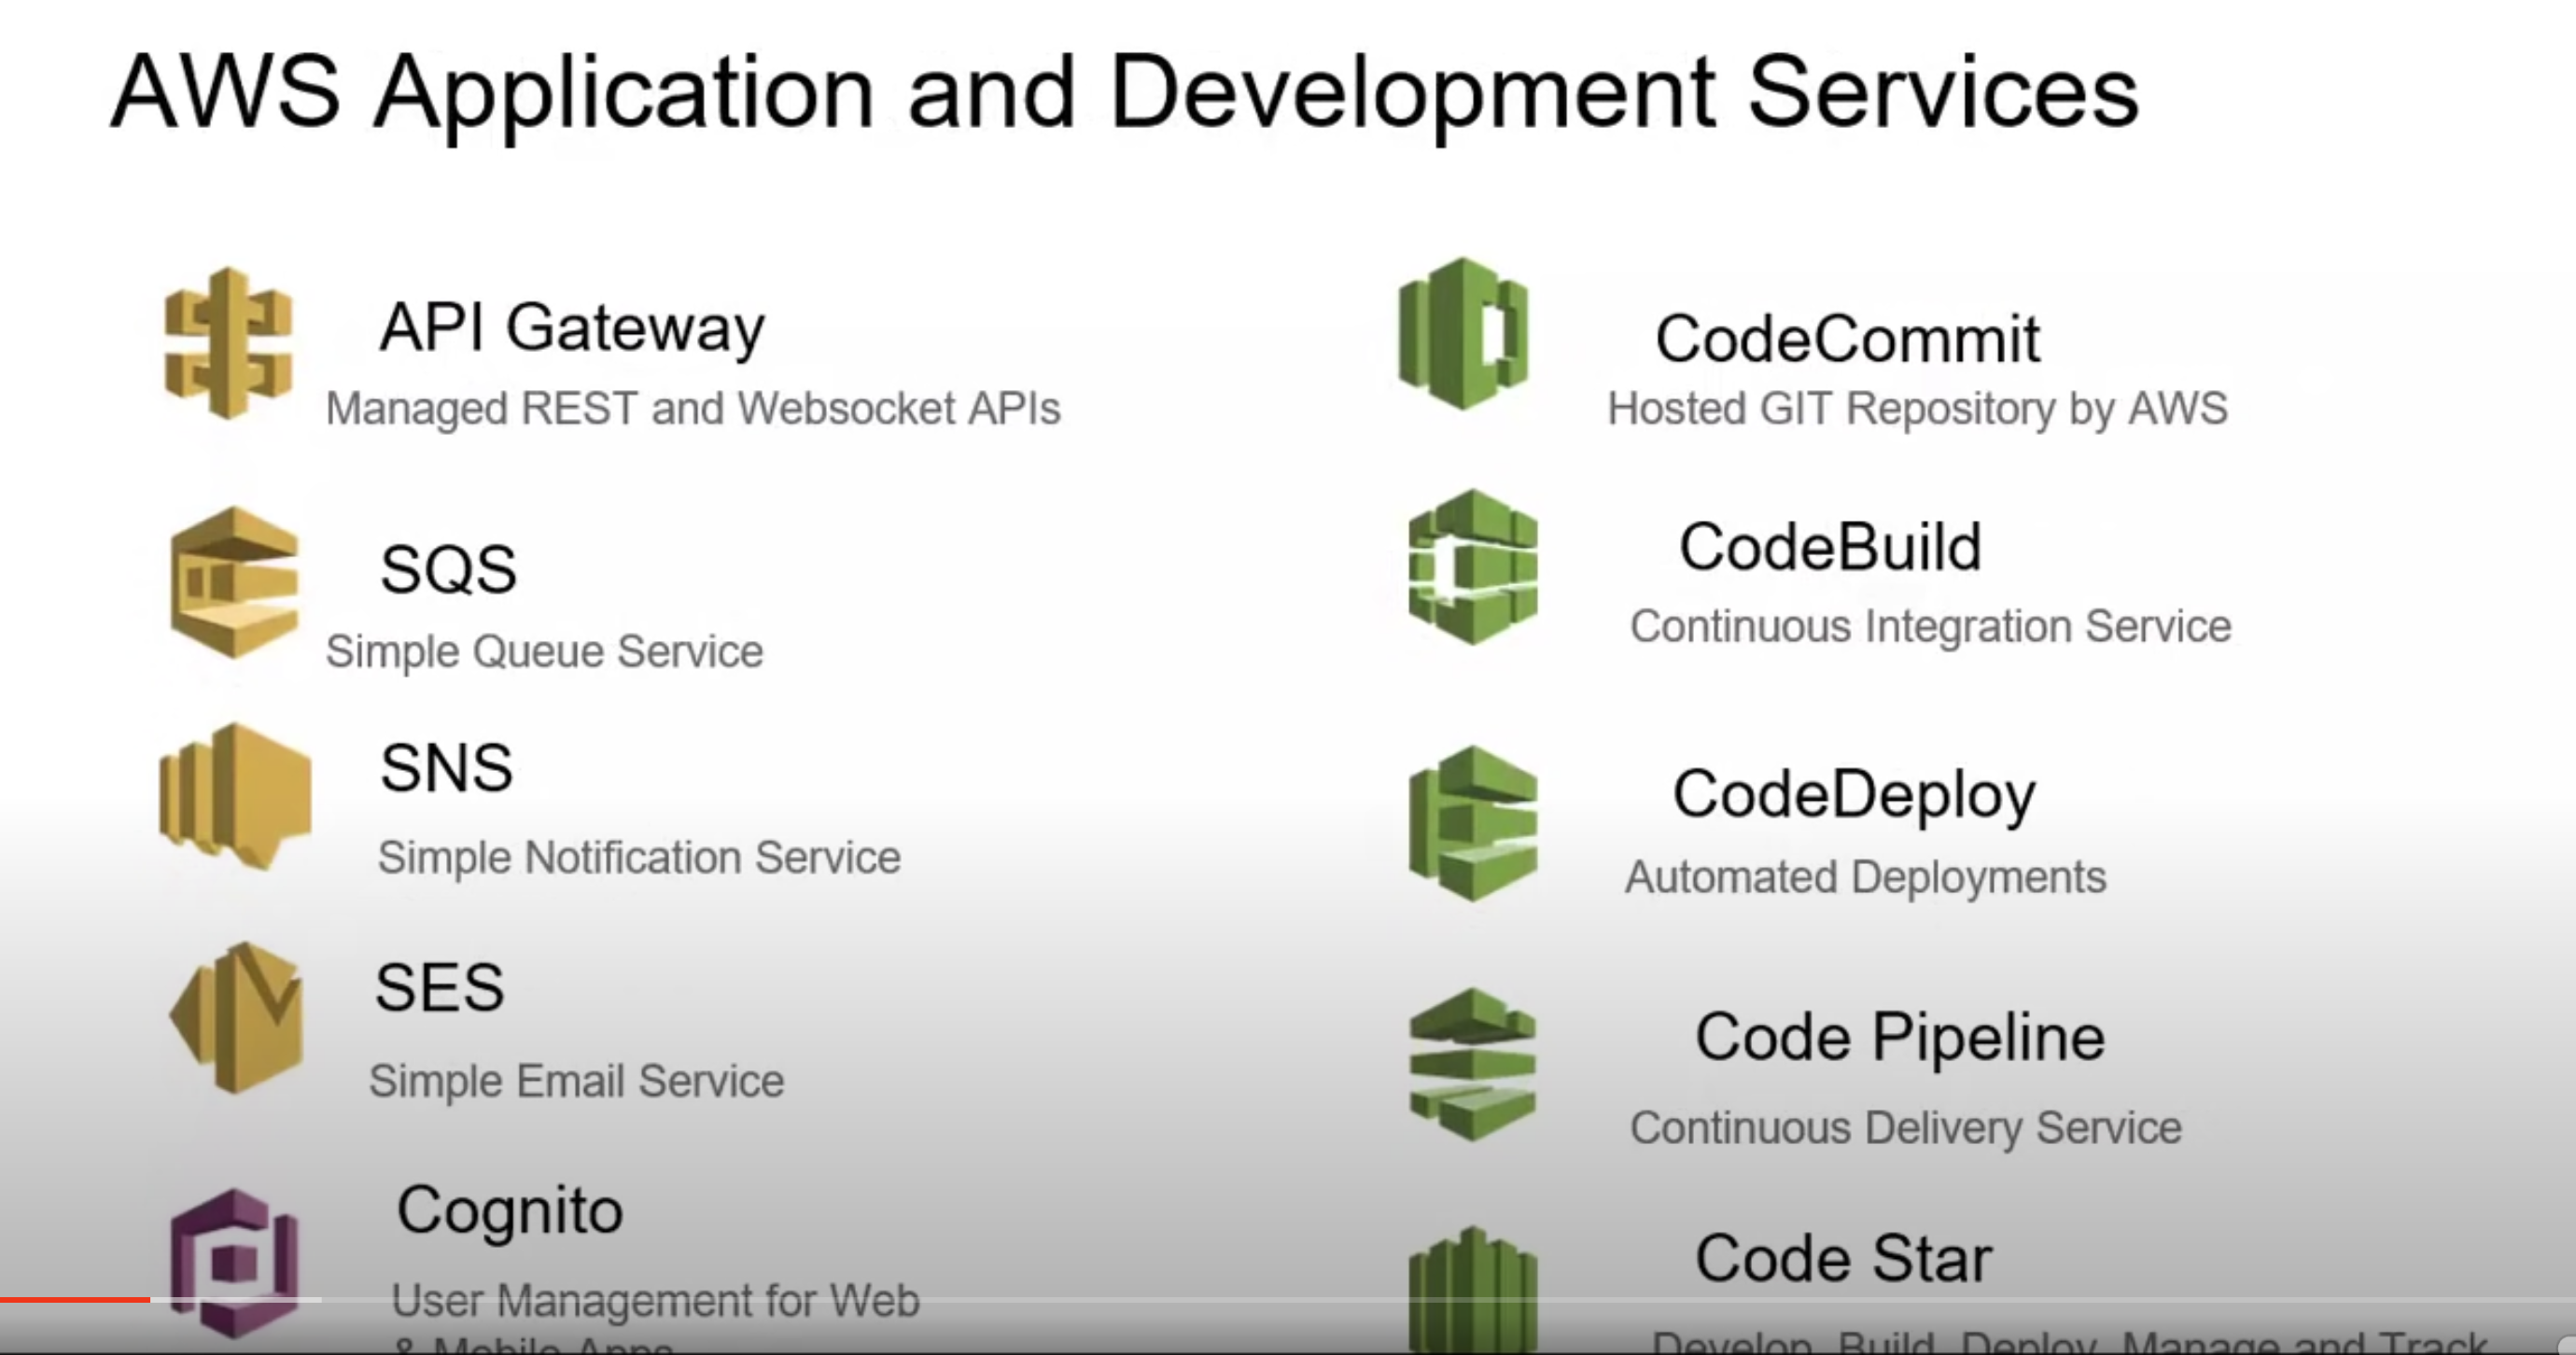 AWS Application and Development Services
API Gateway
Managed REST and Websocket APIs
SQS
Simple Queue Service
SNS
Simple Notification Service
SES
Simple Email Service
Cognito
User Management for Web
& Mobile Apps
CodeCommit
Hosted GIT Repository by AWS
CodeBuild
Continuous Integration Service
CodeDeploy
Automated Deployments
Code Pipeline
Continuous Delivery Service
Code Star
Develop, Build, Deploy, Manage and Track